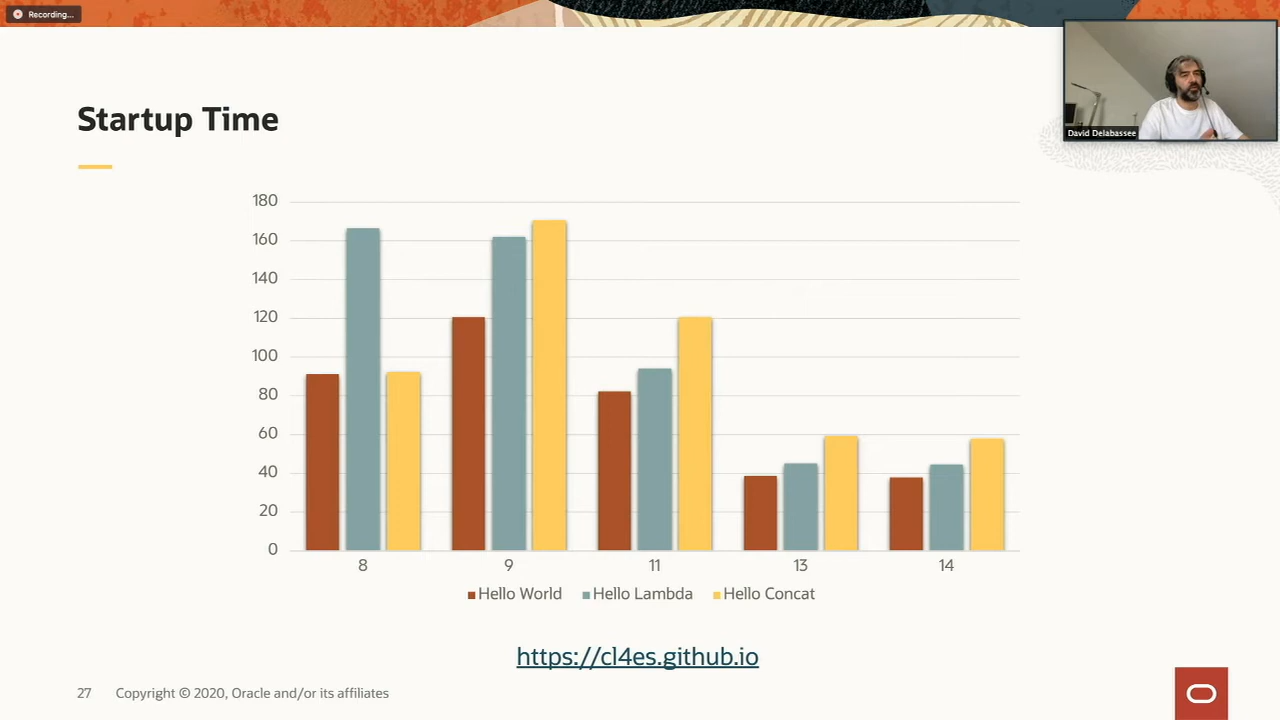 Recording...
David Delabassee
Startup Time
180
160
140
120
100
80
60
40
20
0
8 9 11 13 14
Hello World Hello Lambda Hello Concat
https://cl4es.github.io
27 Copyright © 2020, Oracle and/or its affiliates